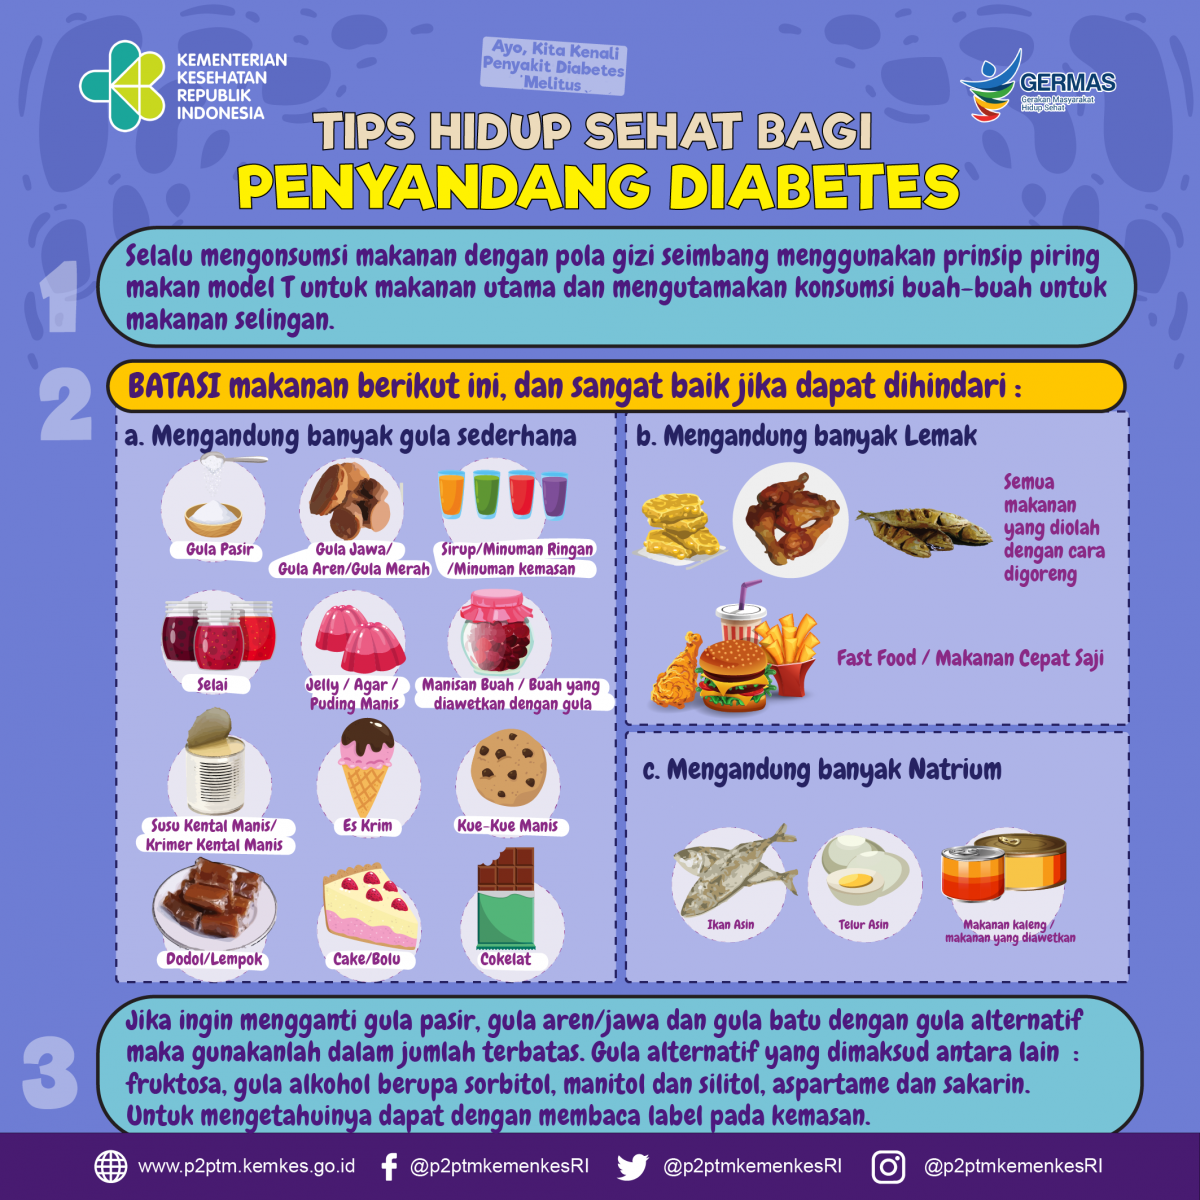 KEMENTERIAN
KESEHATAN
REPUBLIK
INDONESIA
Ayo, Kita Kenali
Penyakit Diabetes
Melitus
GERMAS
Gerakan Masyarakat
Hidup Sehat
TIPS HIDUP SEHAT BAGI
PENYANDANG DIABETES
1
Selalu mengonsumsi makanan dengan pola gizi seimbang menggunakan prinsip piring
makan model T untuk makanan utama dan mengutamakan konsumsi buah-buah untuk
makanan selingan.
2
BATASI makanan berikut ini, dan sangat baik jika dapat dihindari :
a. Mengandung banyak gula sederhana
Gula Pasir
Gula Jawa/
Gula Aren/Gula Merah
Sirup/Minuman Ringan
/Minuman kemasan
Selai
Jelly / Agar /
Puding Manis
Manisan Buah / Buah yang
diawetkan dengan gula
Susu Kental Manis/
Krimer Kental Manis
Es Krim
Kue-Kue Manis
Dodol/Lempok
Cake/Bolu
Cokelat
b. Mengandung banyak Lemak
Semua
makanan
yang diolah
dengan cara
digoreng
Fast Food / Makanan Cepat Saji
c. Mengandung banyak Natrium
Ikan Asin
Telur Asin
Makanan kaleng /
makanan yang diawetkan
3
Jika ingin mengganti gula pasir, gula aren/jawa dan gula batu dengan gula alternatif
maka gunakanlah dalam jumlah terbatas. Gula alternatif yang dimaksud antara lain :
fruktosa, gula alkohol berupa sorbitol, manitol dan silitol, aspartame dan sakarin.
Untuk mengetahuinya dapat dengan membaca label pada kemasan.
www.p2ptm.kemkes.go.id
@p2ptmkemenkesRI
@p2ptmkemenkesRI
@p2ptmkemenkesRI